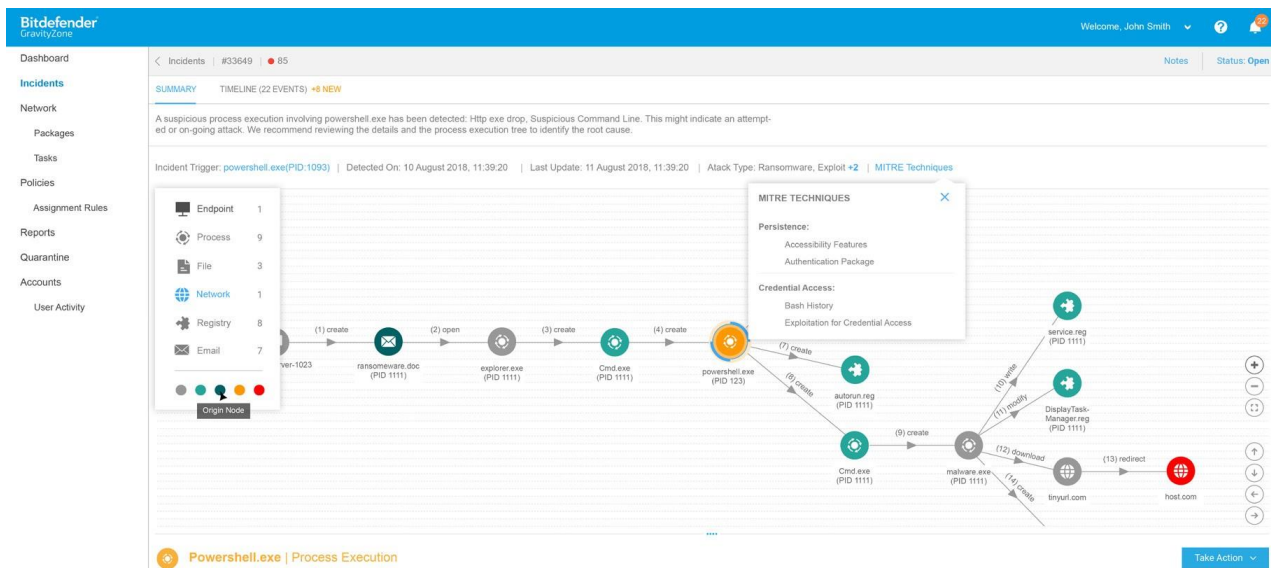 Bitdefender
GravityZone
Welcome, John Smith
?
22
Dashboard
Incidents
Network
Packages
Tasks
Policies
Assignment Rules
Reports
Quarantine
Accounts
User Activity
Incidents | #33649 | 85
Notes
Status: Open
SUMMARY
TIMELINE (22 EVENTS) +8 NEW
A suspicious process execution involving powershell.exe has been detected: Http exe drop, Suspicious Command Line. This might indicate an attempt-
ed or on-going attack. We recommend reviewing the details and the process execution tree to identify the root cause.
Incident Trigger: powershell.exe(PID:1093) | Detected On: 10 August 2018, 11:39:20 | Last Update: 11 August 2018, 11:39:20 | Atack Type: Ransomware, Exploit +2 | MITRE Techniques
Endpoint 1
Process 9
File 3
Network 1
Registry 8
Email 7
Origin Node
MITRE TECHNIQUES
Persistence:
Accessibility Features
Authentication Package
Credential Access:
Bash History
Exploitation for Credential Access
ver-1023
(1) create
ransomeware.doc
(PID 1111)
(2) open
explorer.exe
(PID 1111)
(3) create
Cmd.exe
(PID 1111)
(4) create
powershell.exe
(PID 123)
(7) create
autorun.reg
(PID 1111)
(8) create
Cmd.exe
(PID 1111)
(9) create
malware.exe
(PID 1111)
(10) write
service.reg
(PID 1111)
(11) modify
DisplayTask-
Manager.reg
(PID 1111)
(12) download
tinyurl.com
(13) redirect
host.com
(14) create
Powershell.exe | Process Execution
Take Action